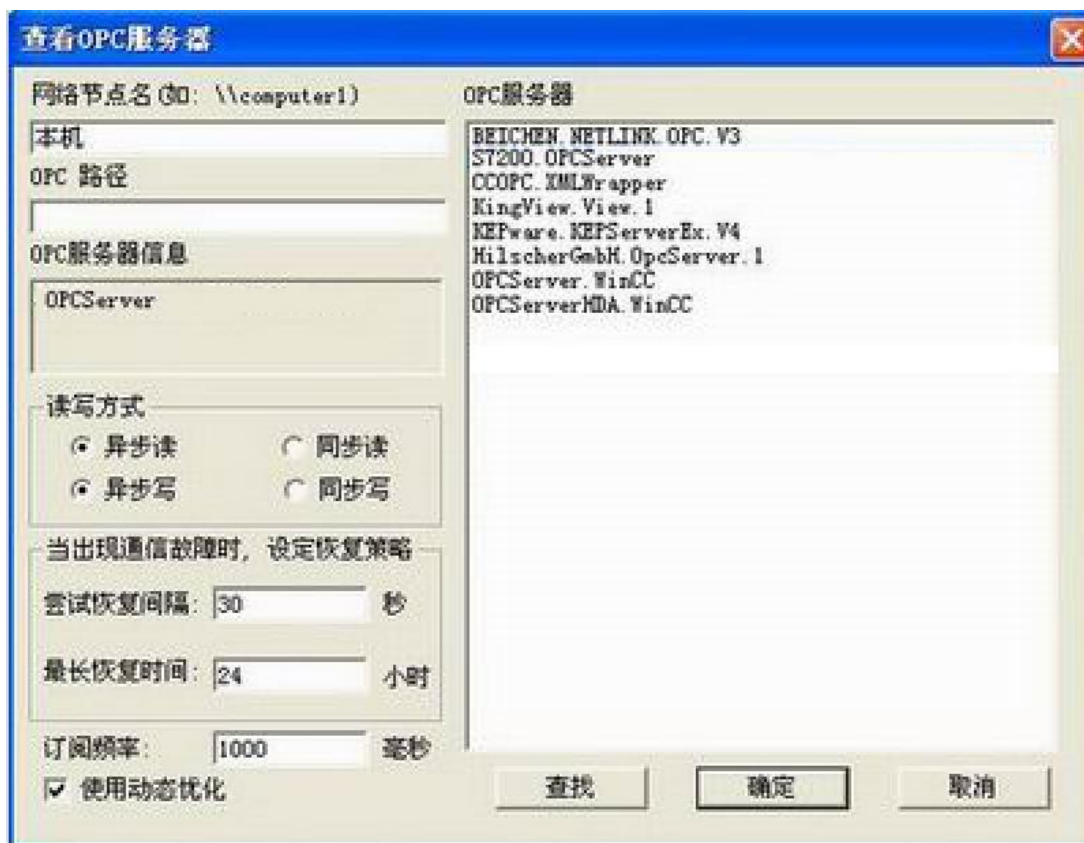 查看OPC服务器
网络节点名(如: \\computer1)
本机
OPC 路径
OPC服务器信息
OPCServer
读写方式
异步读
同步读
异步写
同步写
当出现通信故障时, 设定恢复策略
尝试恢复间隔: 30 秒
最长恢复时间: 24 小时
订阅频率: 1000 毫秒
使用动态优化
OPC服务器
BEICHEN.NETLINK.OPC.V3
S7200.OPCServer
CCOPC.XMLWrapper
KingView.View.1
KEPware.KEPServerEx.V4
HilscherGmbH.OpcServer.1
OPCServer.WinCC
OPCServerHDA.WinCC
查找
确定
取消